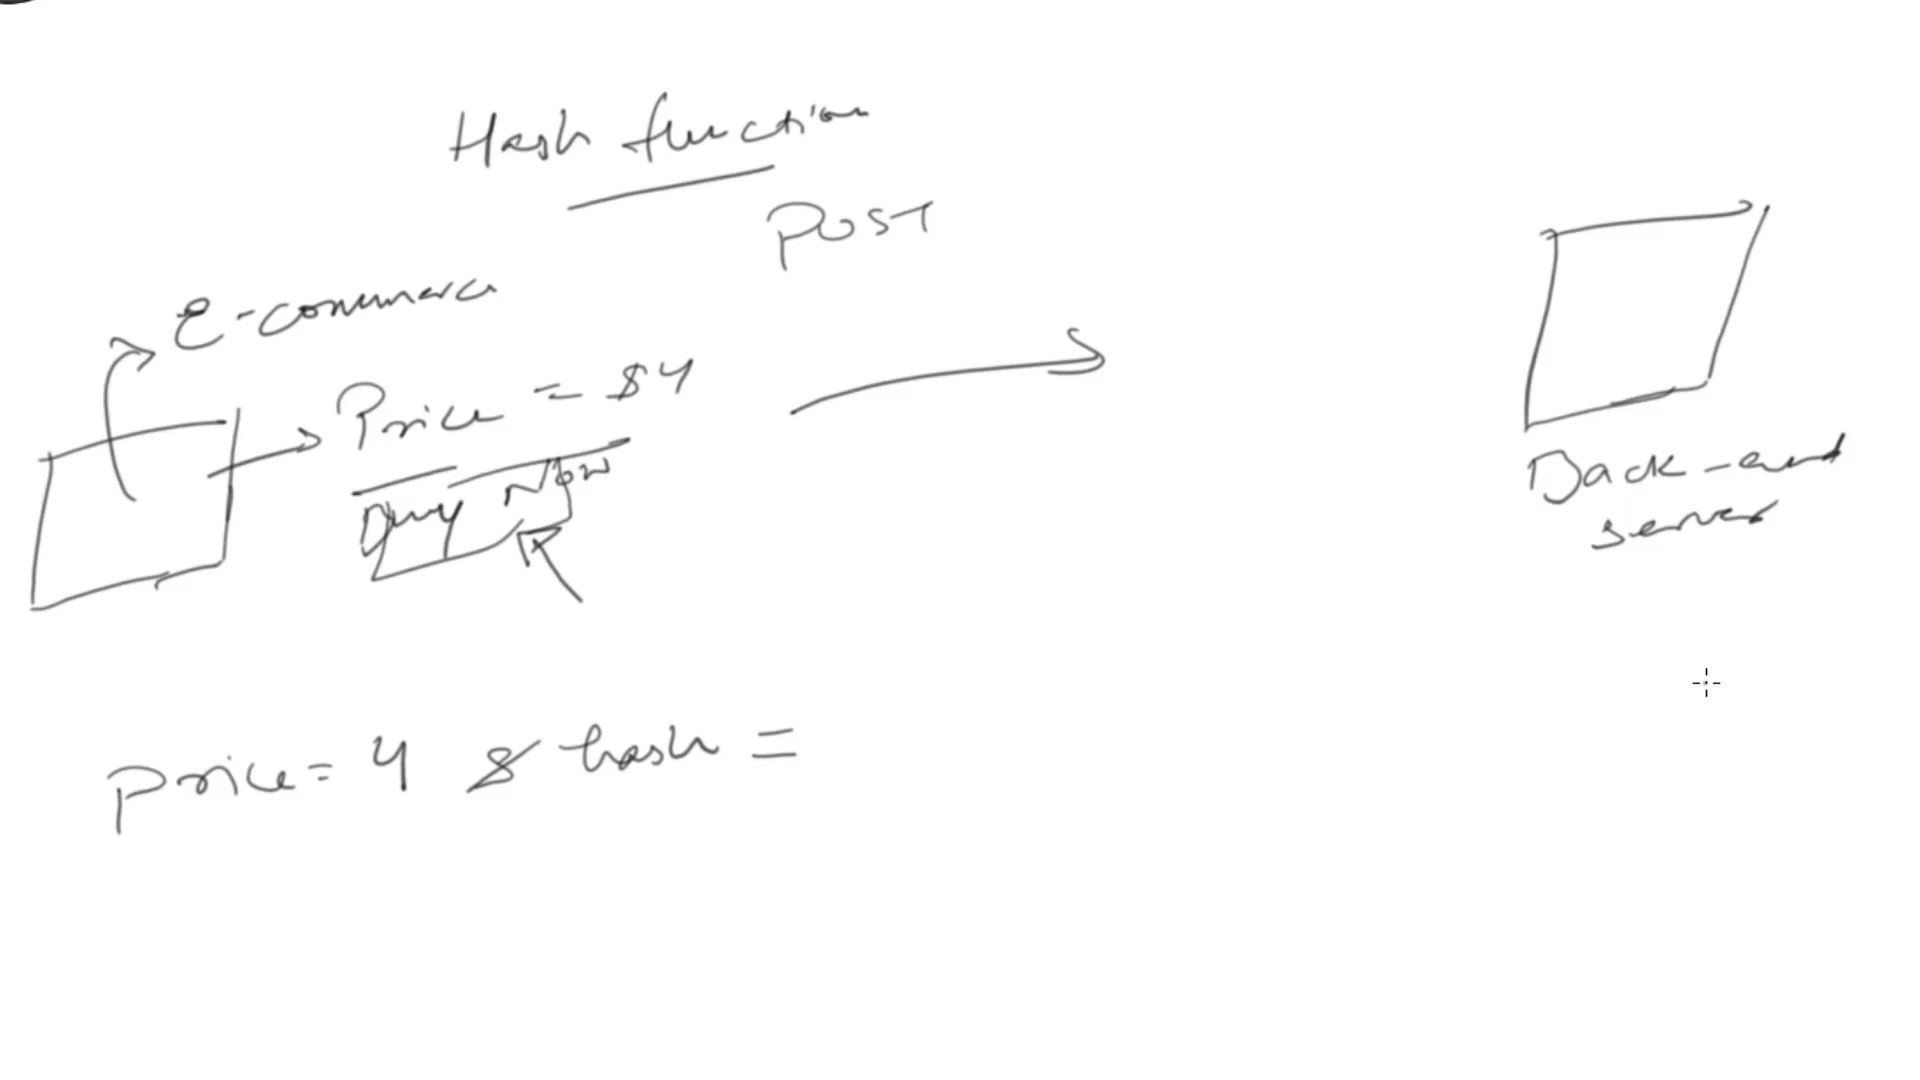 Hash function
POST
E-commerce
Price = $4
Buy Now
Back-end
server
price = 4 & hash =